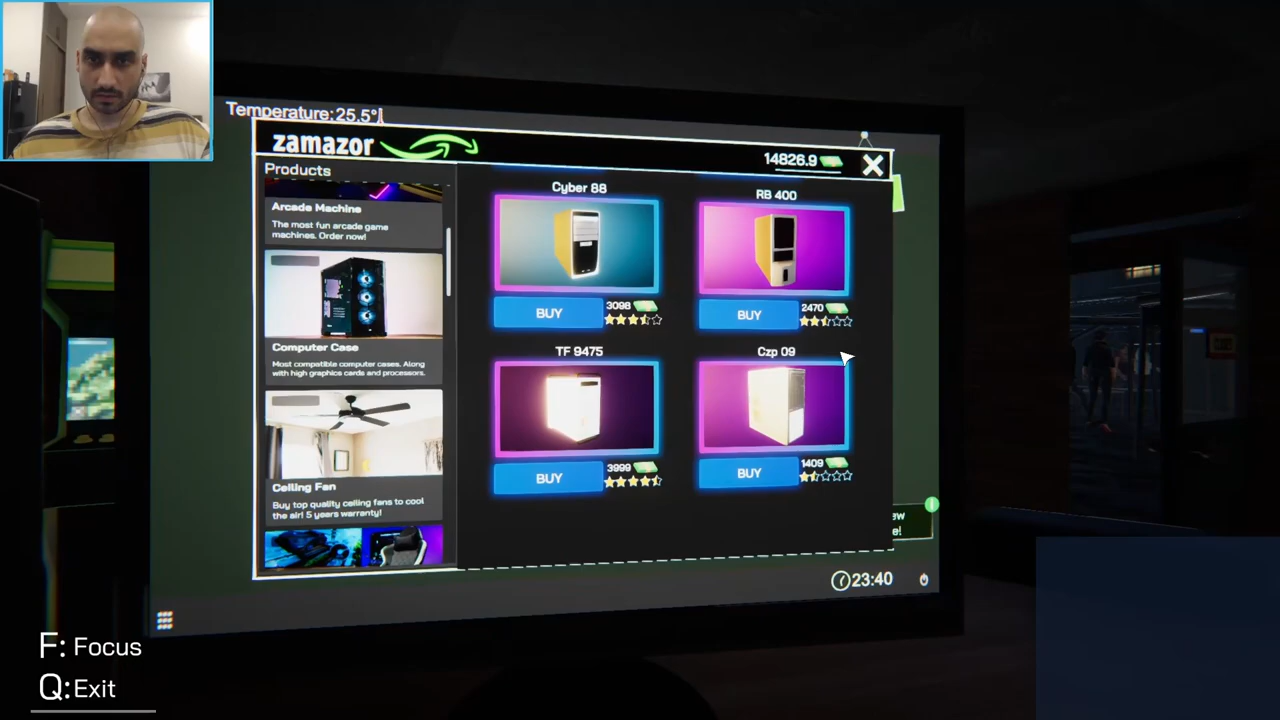 Temperature:25.5°
zamazor
14826.9
Products
Arcade Machine
The most fun arcade game
machines. Order now!
Computer Case
Most compatible computer cases. Along
with high graphics cards and processors.
Ceiling Fan
Buy top quality ceiling fans to cool
the air! 5 years warranty!
Cyber 88
BUY
3098
RB 400
BUY
2470
TF 9475
BUY
3999
Czp 09
BUY
1409
23:40
F: Focus
Q:Exit